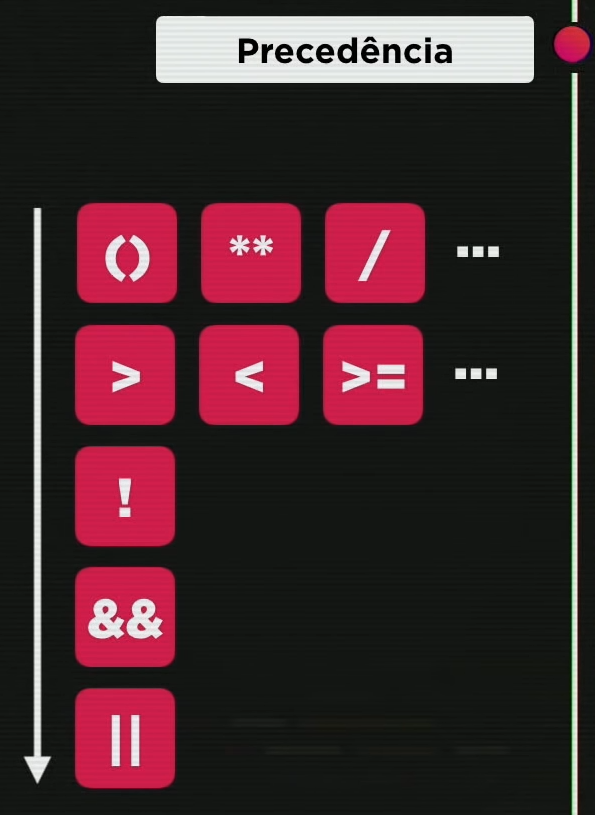 Precedência
() ** / ...
> < >= ...
!
&&
||